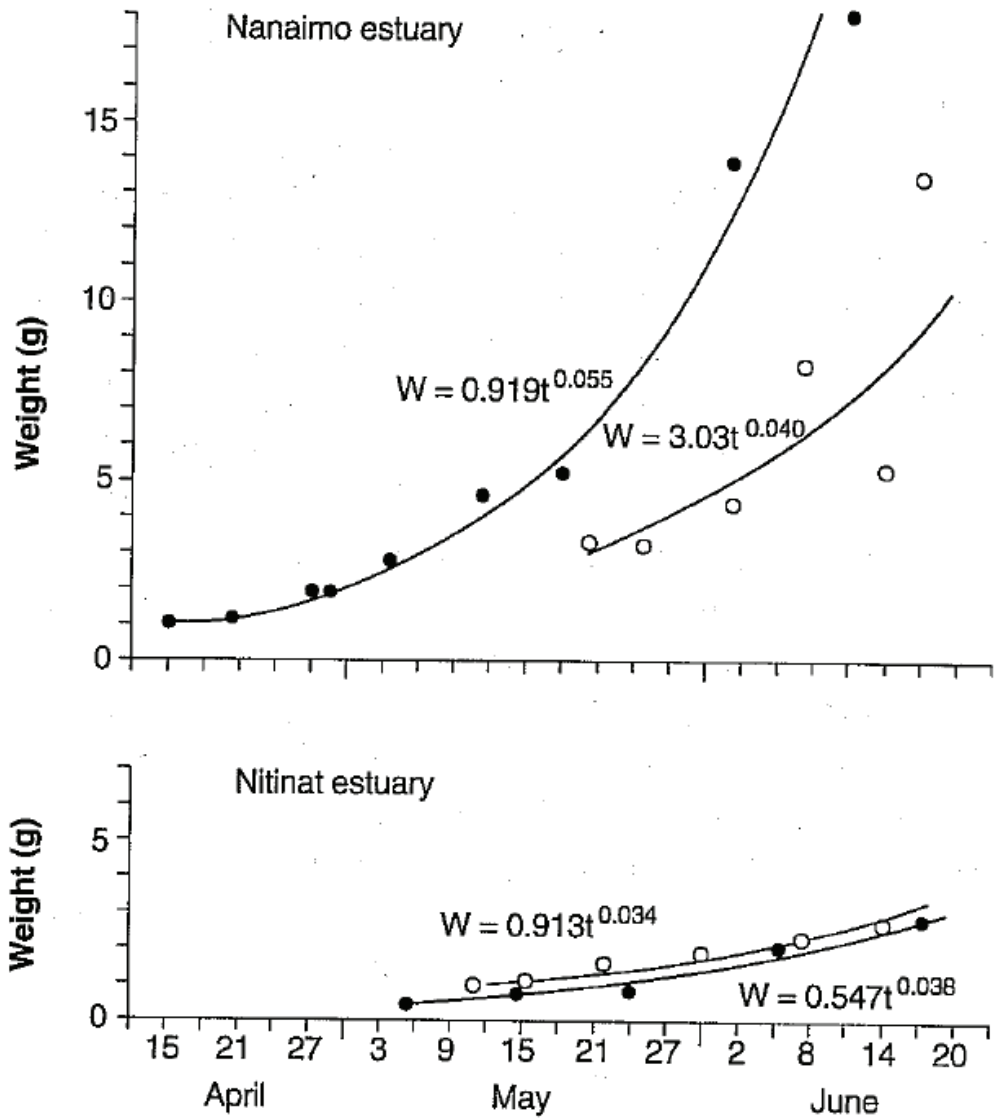 Nanaimo estuary
15
10
5
0
Weight (g)
W = 0.919t^0.055
W = 3.03t^0.040
Nitinat estuary
5
0
Weight (g)
W = 0.913t^0.034
W = 0.547t^0.038
15 21 27 3 9 15 21 27 2 8 14 20
April May June